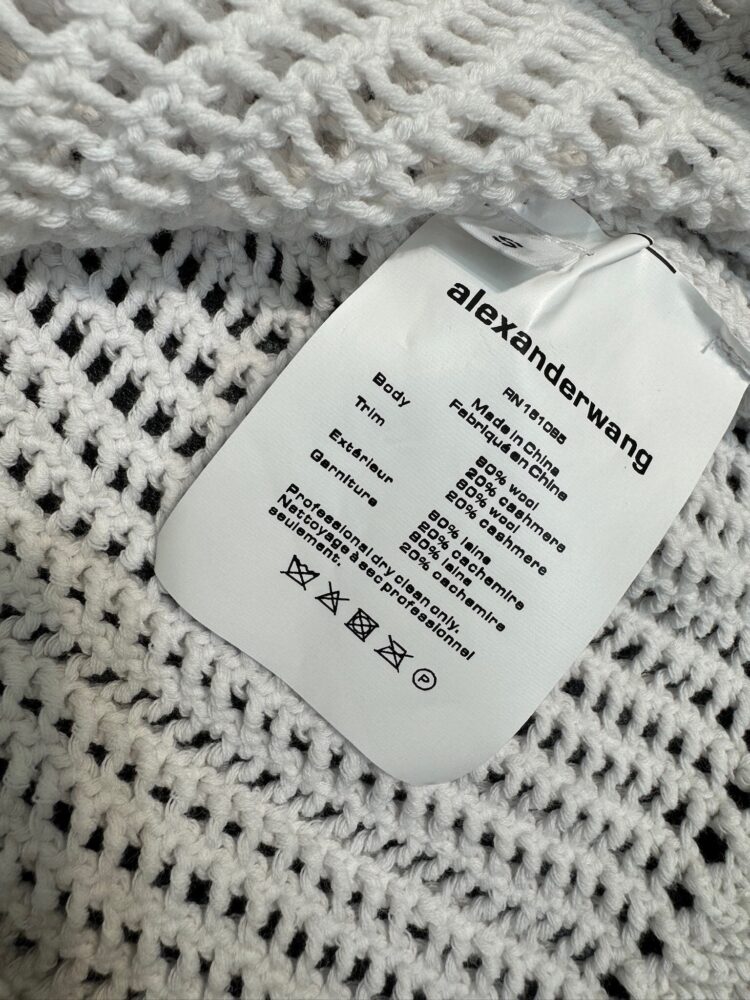 S
alexanderwang
RN 161095
Made in China
Fabriqué en Chine
Body
80% wool
20% cashmere
Trim
80% wool
20% cashmere
Extérieur
80% laine
20% cachemire
Garniture
80% laine
20% cachemire
Professional dry clean only.
Nettoyage à sec professionnel
seulement.
P